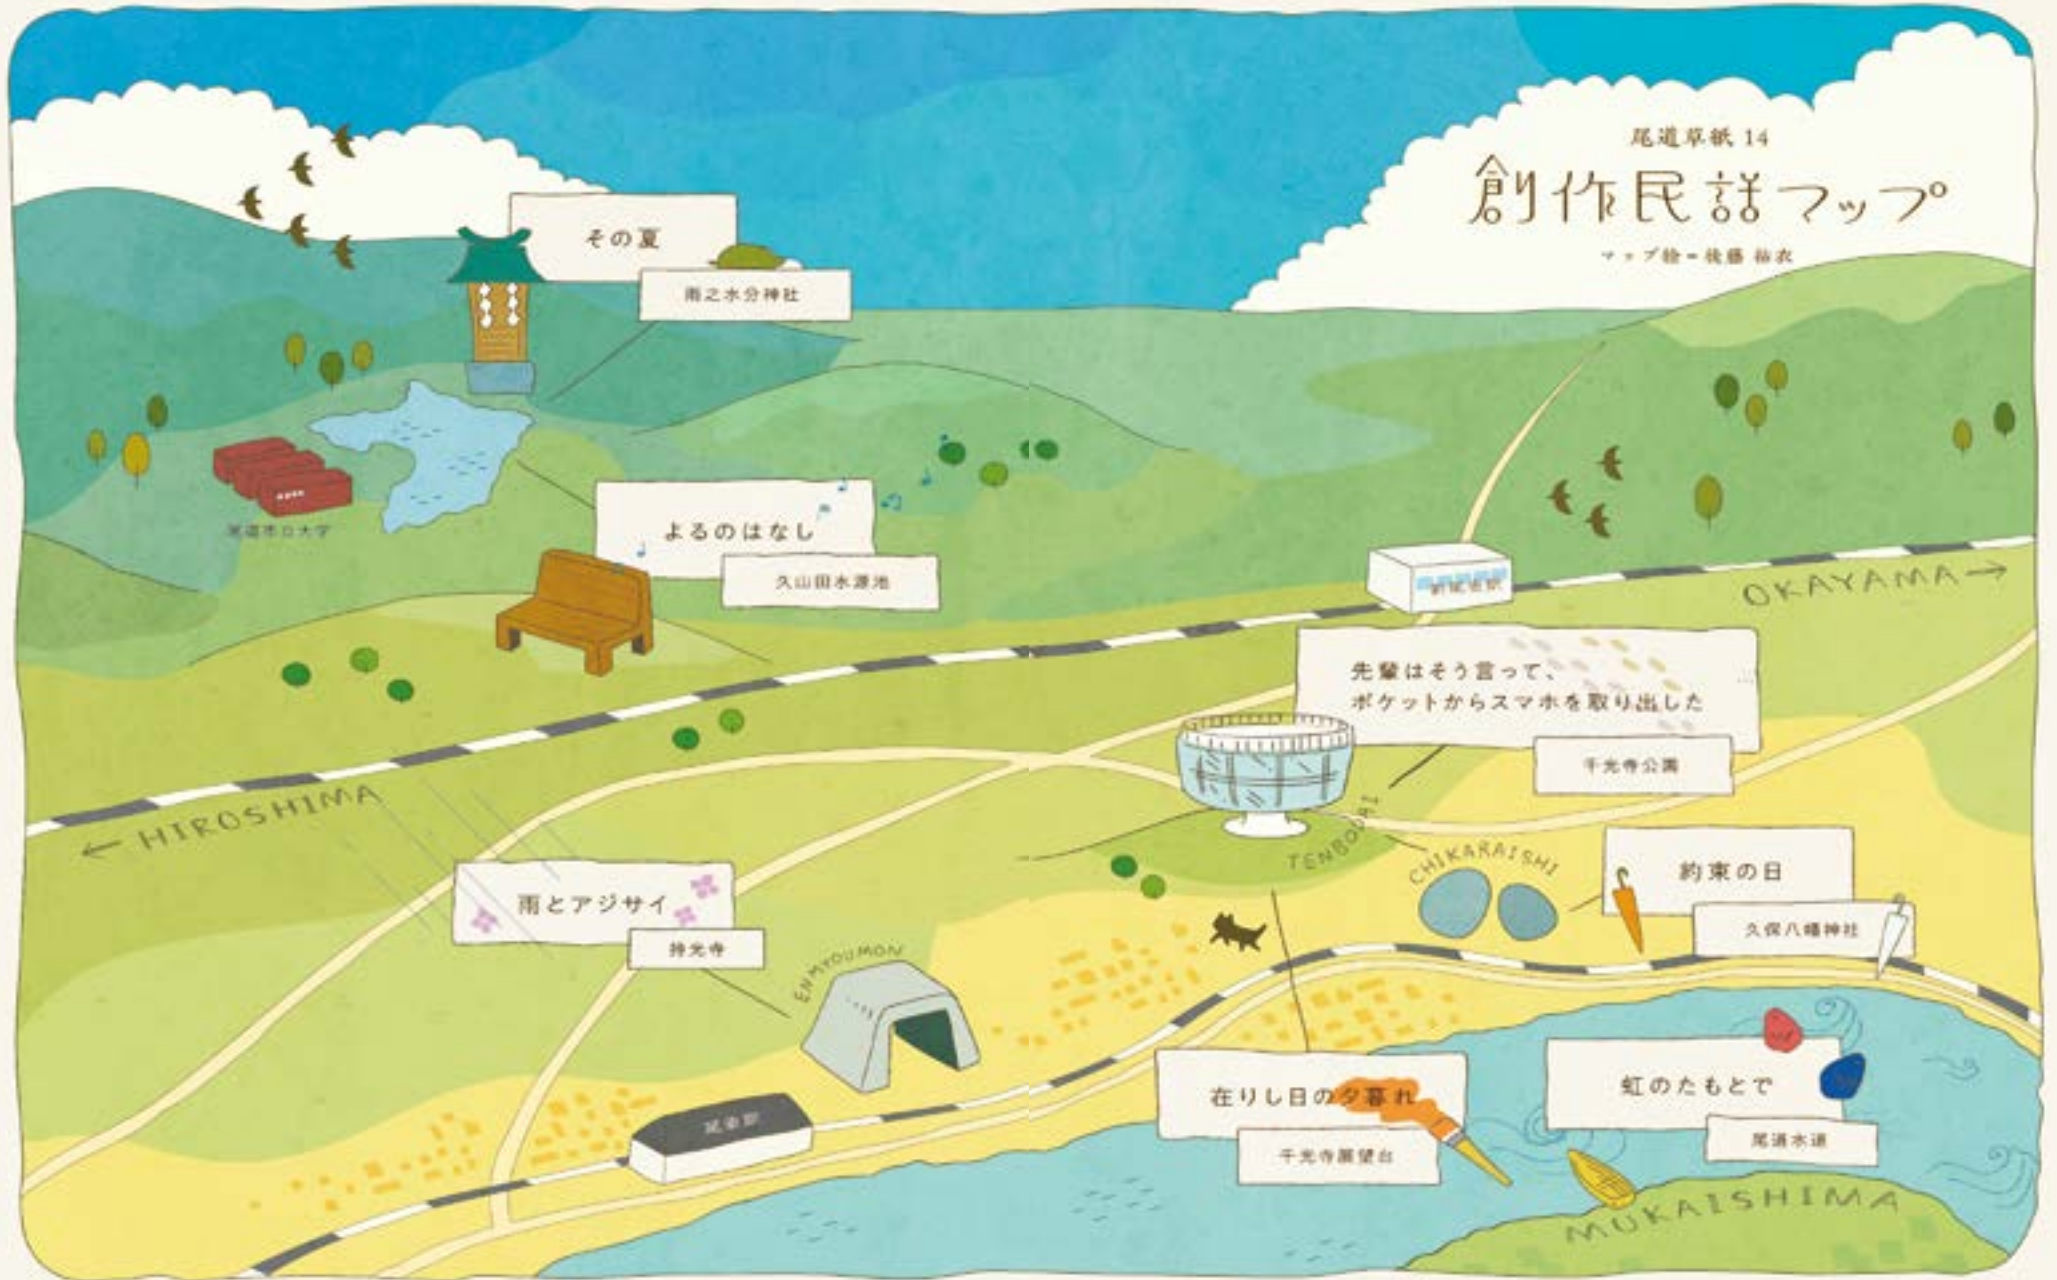 尾道草紙 14
創作民話マップ
マップ絵=後藤 祐衣
その夏
雨之水分神社
尾道市立大学
よるのはなし
久山田水源池
新尾道駅
OKAYAMA →
先輩はそう言って、
ポケットからスマホを取り出した
千光寺公園
← HIROSHIMA
TENBODAI
CHIKARAISHI
約束の日
久保八幡神社
雨とアジサイ
持光寺
ENMYOUMON
尾道駅
在りし日の夕暮れ
千光寺展望台
虹のたもとで
尾道水道
MUKAISHIMA